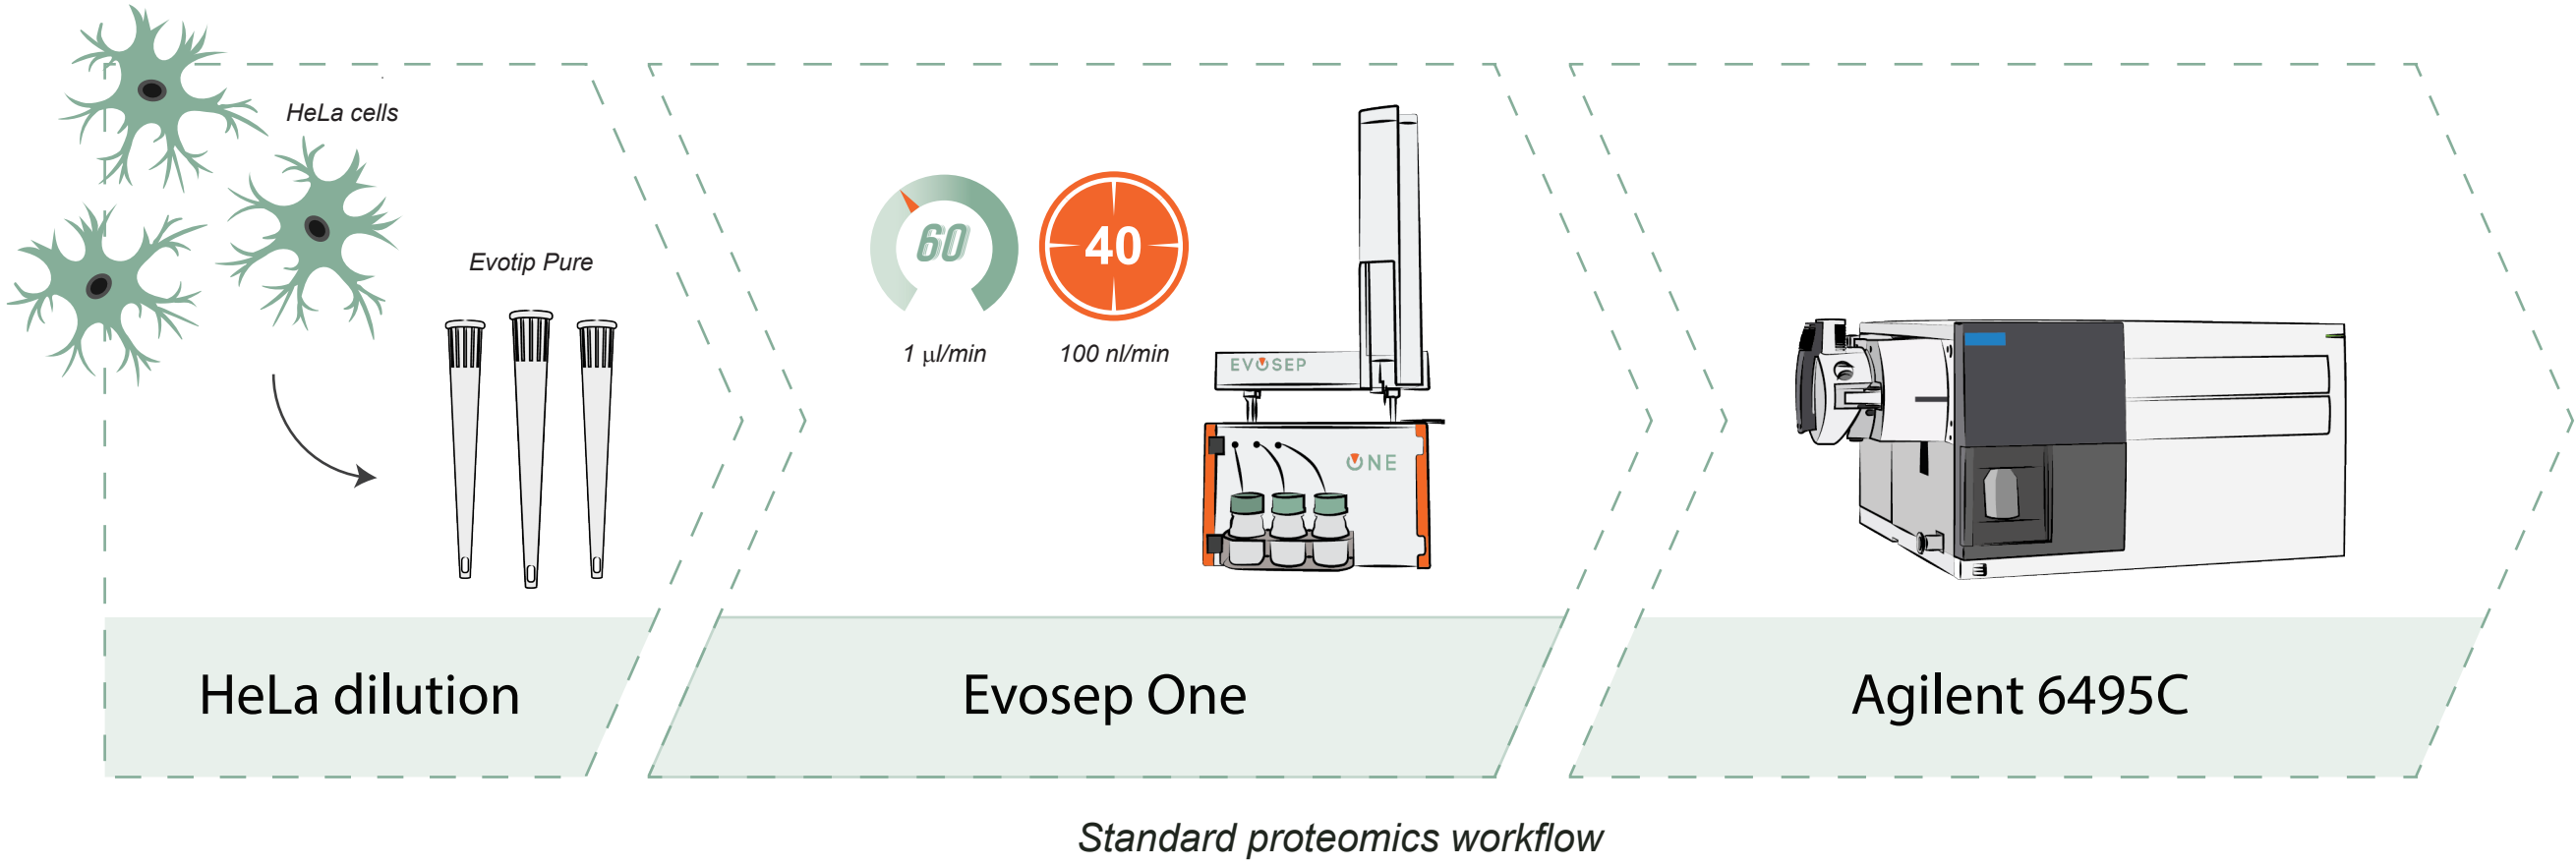 HeLa cells
Evotip Pure
60
40
1 μl/min
100 nl/min
EVOSEP
ONE
HeLa dilution
Evosep One
Agilent 6495C
Standard proteomics workflow